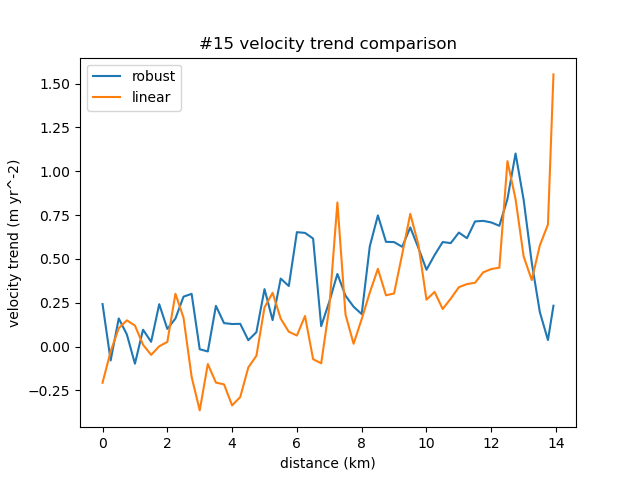 #15 velocity trend comparison
robust
linear
1.50
1.25
1.00
0.75
0.50
0.25
0.00
−0.25
velocity trend (m yr^-2)
0 2 4 6 8 10 12 14
distance (km)